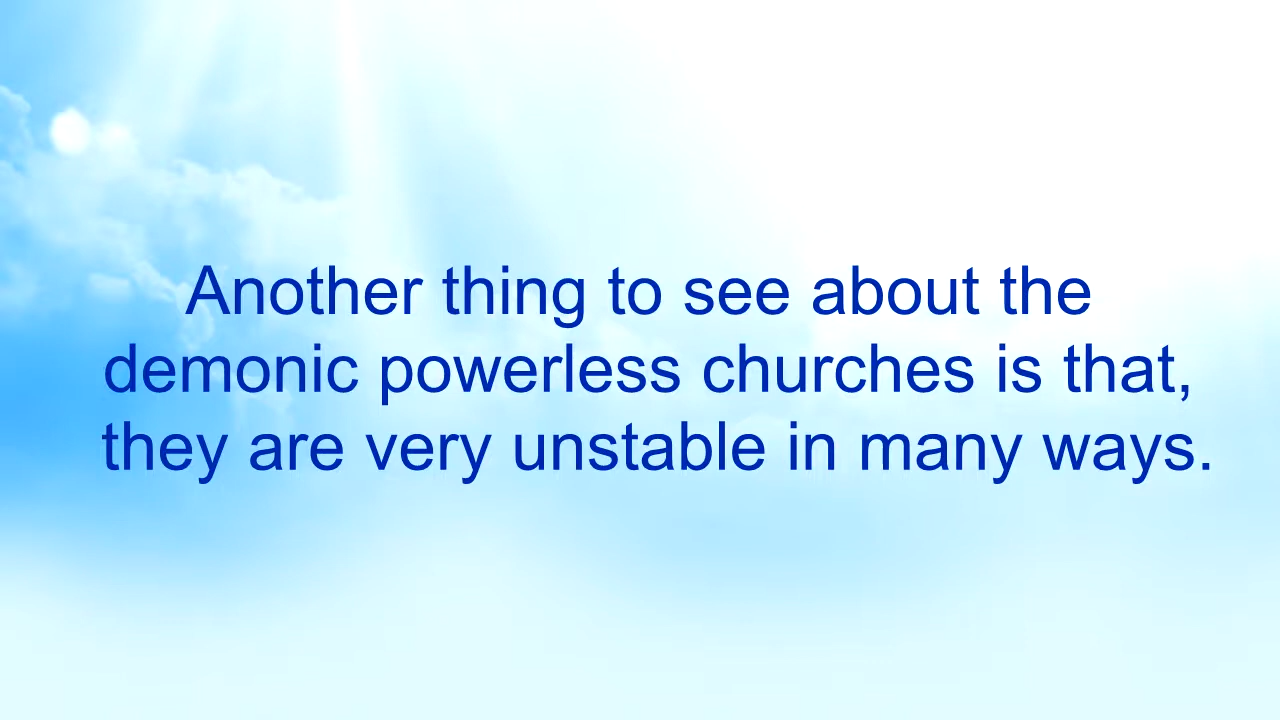 Another thing to see about the
demonic powerless churches is that,
they are very unstable in many ways.